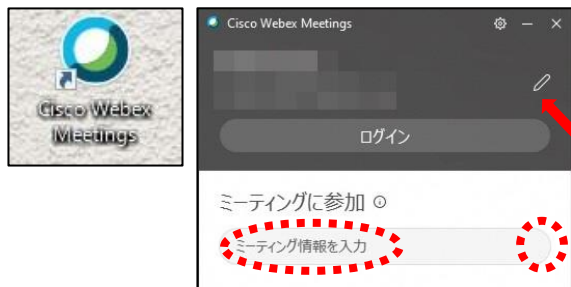 Cisco Webex
Meetings
Cisco Webex Meetings
ログイン
ミーティングに参加
ミーティング情報を入力